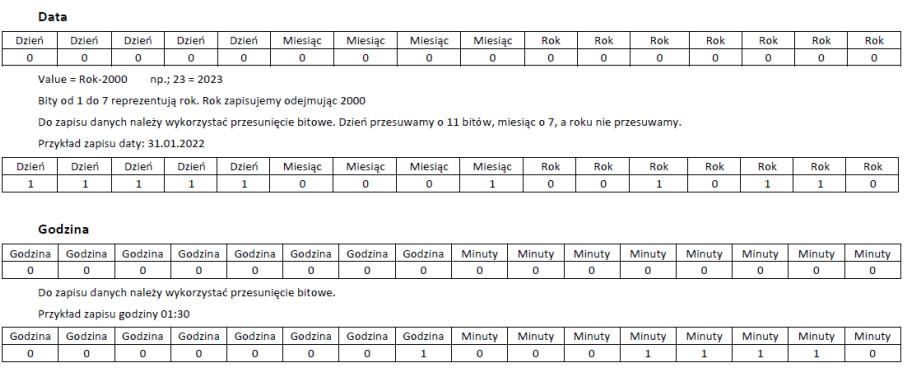 Data
Dzień Dzień Dzień Dzień Dzień Miesiąc Miesiąc Miesiąc Miesiąc Rok Rok Rok Rok Rok Rok Rok
0 0 0 0 0 0 0 0 0 0 0 0 0 0 0 0
Value = Rok-2000 np.; 23 = 2023
Bity od 1 do 7 reprezentują rok. Rok zapisujemy odejmując 2000
Do zapisu danych należy wykorzystać przesunięcie bitowe. Dzień przesuwamy o 11 bitów, miesiąc o 7, a roku nie przesuwamy.
Przykład zapisu daty: 31.01.2022
Dzień Dzień Dzień Dzień Dzień Miesiąc Miesiąc Miesiąc Miesiąc Rok Rok Rok Rok Rok Rok Rok
1 1 1 1 1 0 0 0 1 0 0 1 0 1 1 0
Godzina
Godzina Godzina Godzina Godzina Godzina Godzina Godzina Godzina Minuty Minuty Minuty Minuty Minuty Minuty Minuty Minuty
0 0 0 0 0 0 0 0 0 0 0 0 0 0 0 0
Do zapisu danych należy wykorzystać przesunięcie bitowe.
Przykład zapisu godziny 01:30
Godzina Godzina Godzina Godzina Godzina Godzina Godzina Godzina Minuty Minuty Minuty Minuty Minuty Minuty Minuty Minuty
0 0 0 0 0 0 0 1 0 0 0 1 1 1 1 0